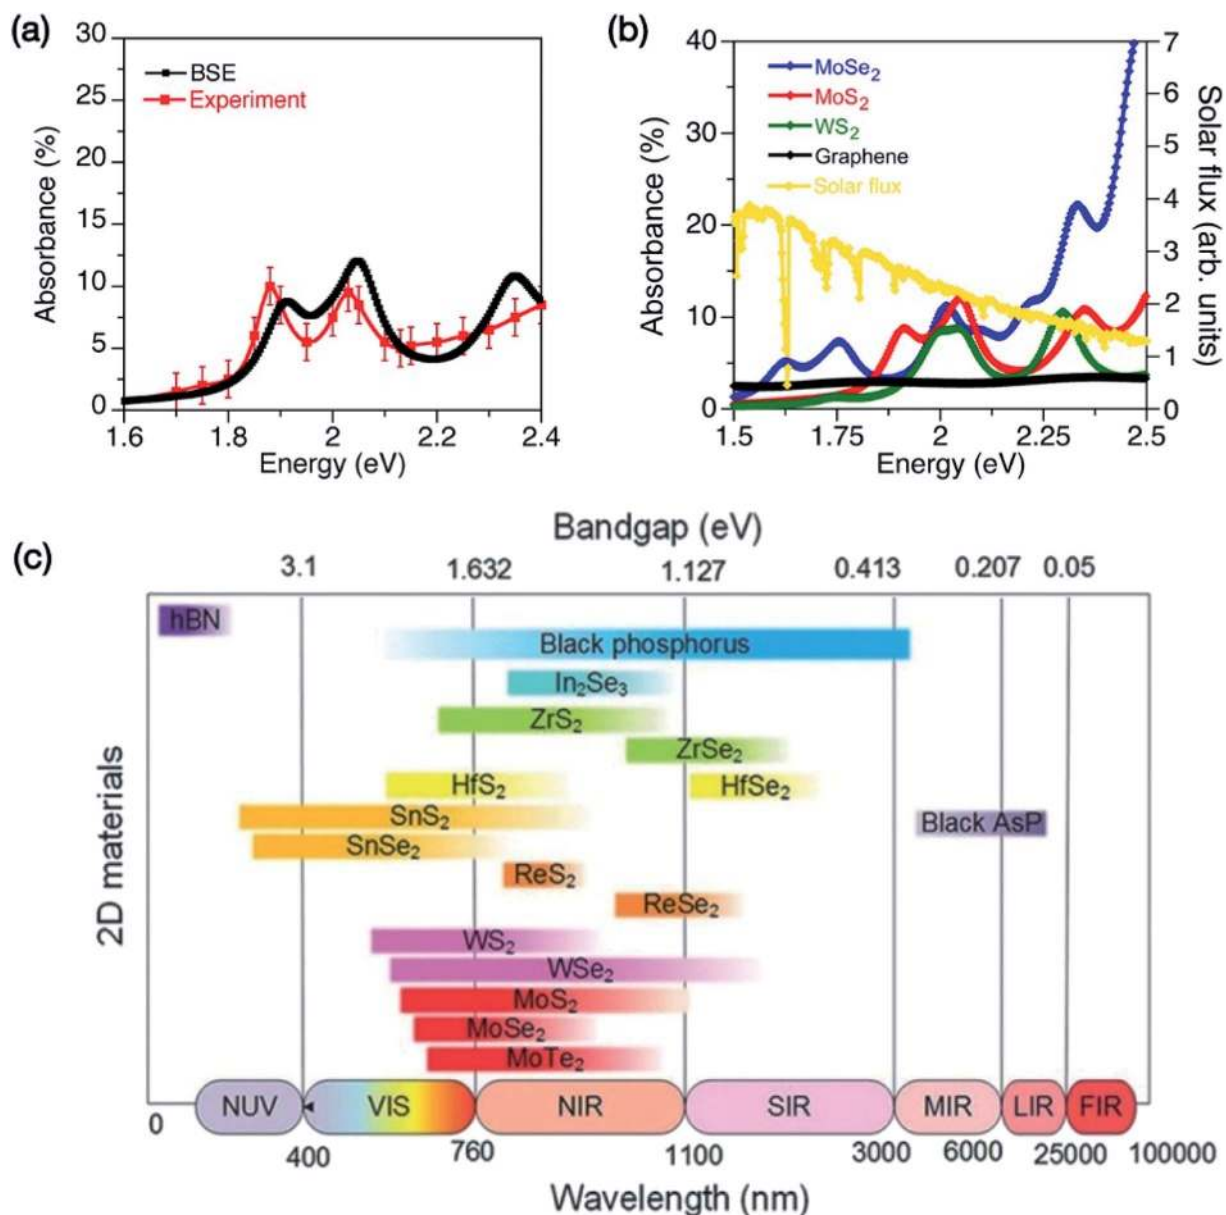 (a)
30
25
20
15
10
5
0
Absorbance (%)
BSE
Experiment
1.6 1.8 2 2.2 2.4
Energy (eV)
(b)
40
30
20
10
0
Absorbance (%)
MoSe₂
MoS₂
WS₂
Graphene
Solar flux
7
6
5
4
3
2
1
0
Solar flux (arb. units)
1.5 1.75 2 2.25 2.5
Energy (eV)
(c)
Bandgap (eV)
3.1 1.632 1.127 0.413 0.207 0.05
2D materials
hBN
Black phosphorus
In₂Se₃
ZrS₂
ZrSe₂
HfS₂ HfSe₂
SnS₂ Black AsP
SnSe₂
ReS₂
ReSe₂
WS₂
WSe₂
MoS₂
MoSe₂
MoTe₂
NUV VIS NIR SIR MIR LIR FIR
0 400 760 1100 3000 6000 25000 100000
Wavelength (nm)